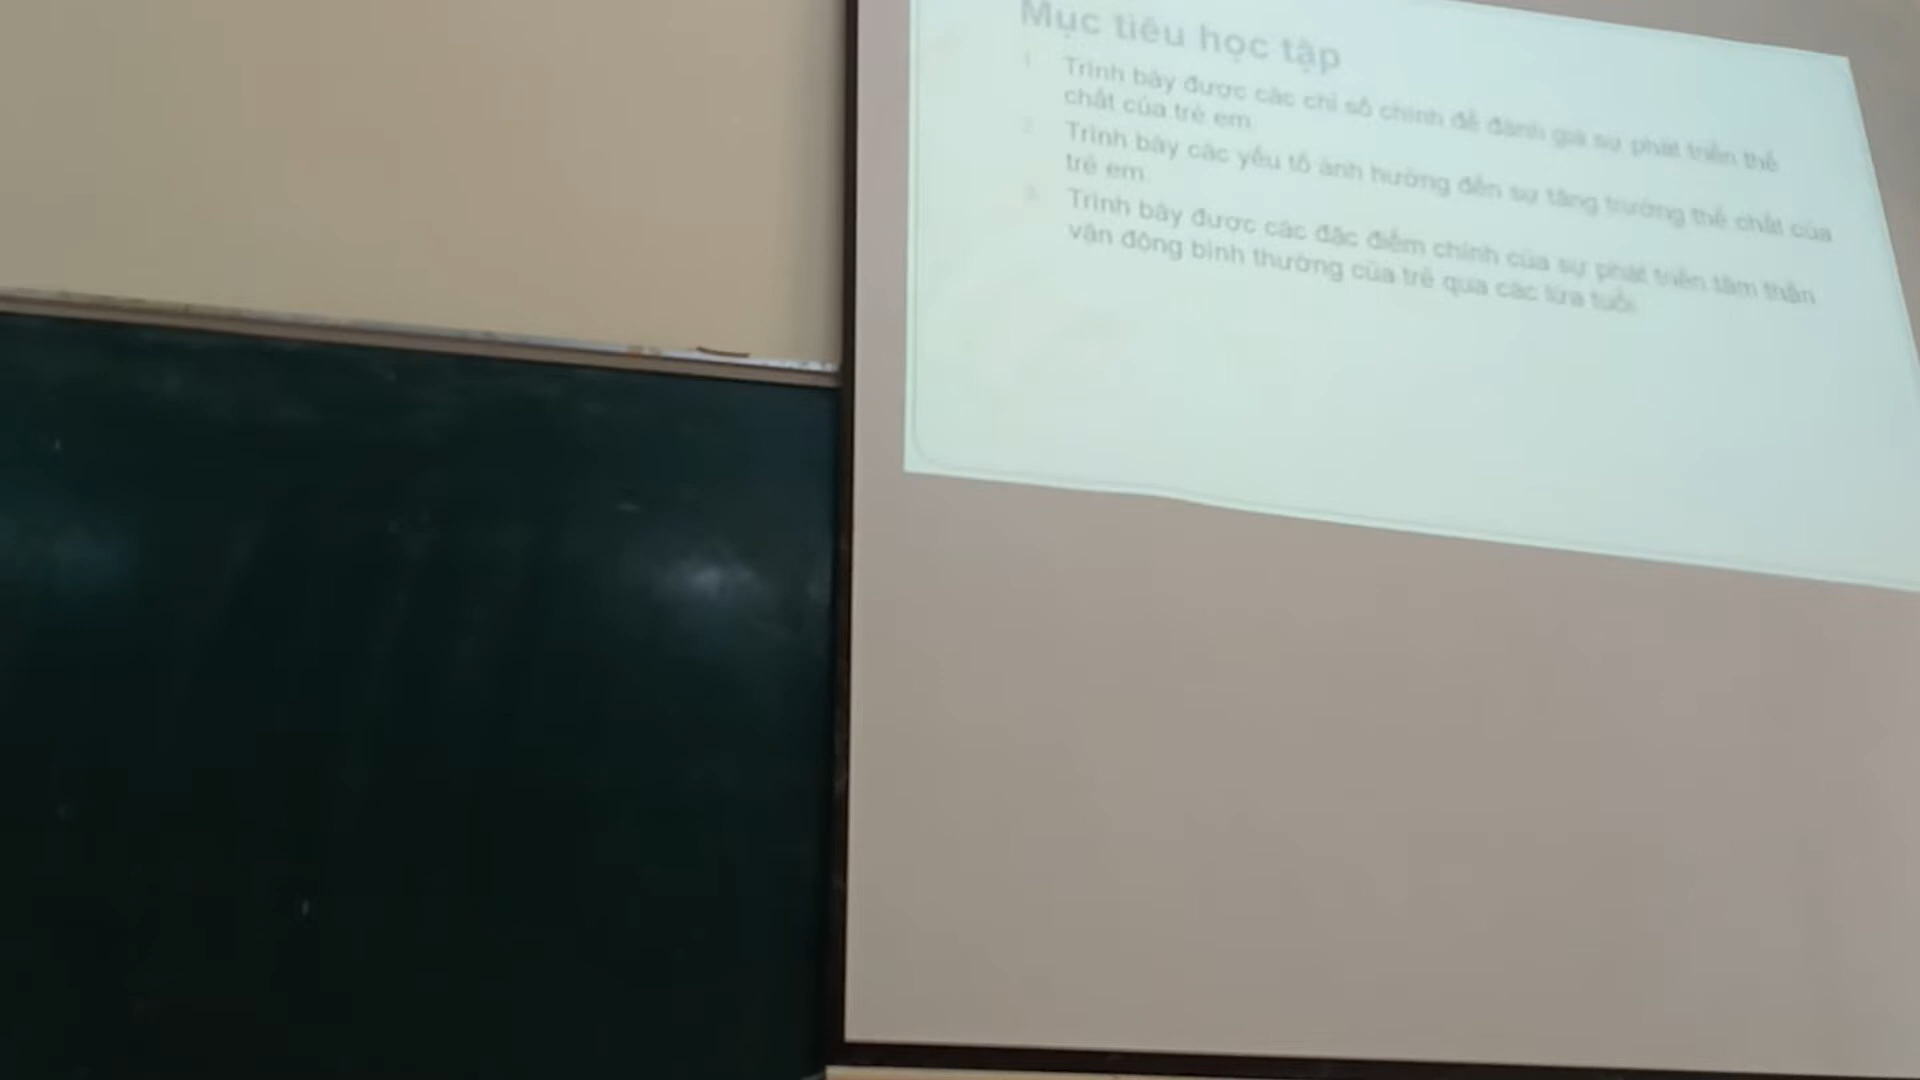 Mục tiêu học tập
1. Trình bày được các chỉ số chính để đánh giá sự phát triển thể
chất của trẻ em
2. Trình bày các yếu tố ảnh hưởng đến sự tăng trưởng thể chất của
trẻ em
3. Trình bày được các đặc điểm chính của sự phát triển tâm thần
vận động bình thường của trẻ qua các lứa tuổi